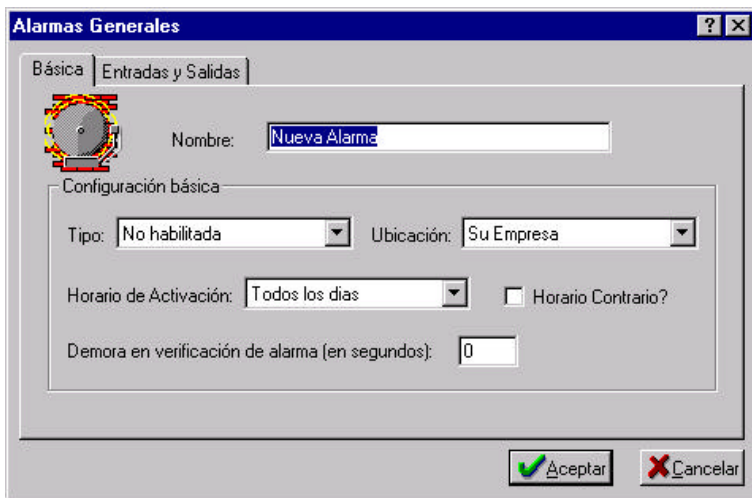 Alarmas Generales
Básica
Entradas y Salidas
Nombre: Nueva Alarma
Configuración básica
Tipo: No habilitada Ubicación: Su Empresa
Horario de Activación: Todos los dias Horario Contrario?
Demora en verificación de alarma (en segundos): 0
Aceptar Cancelar